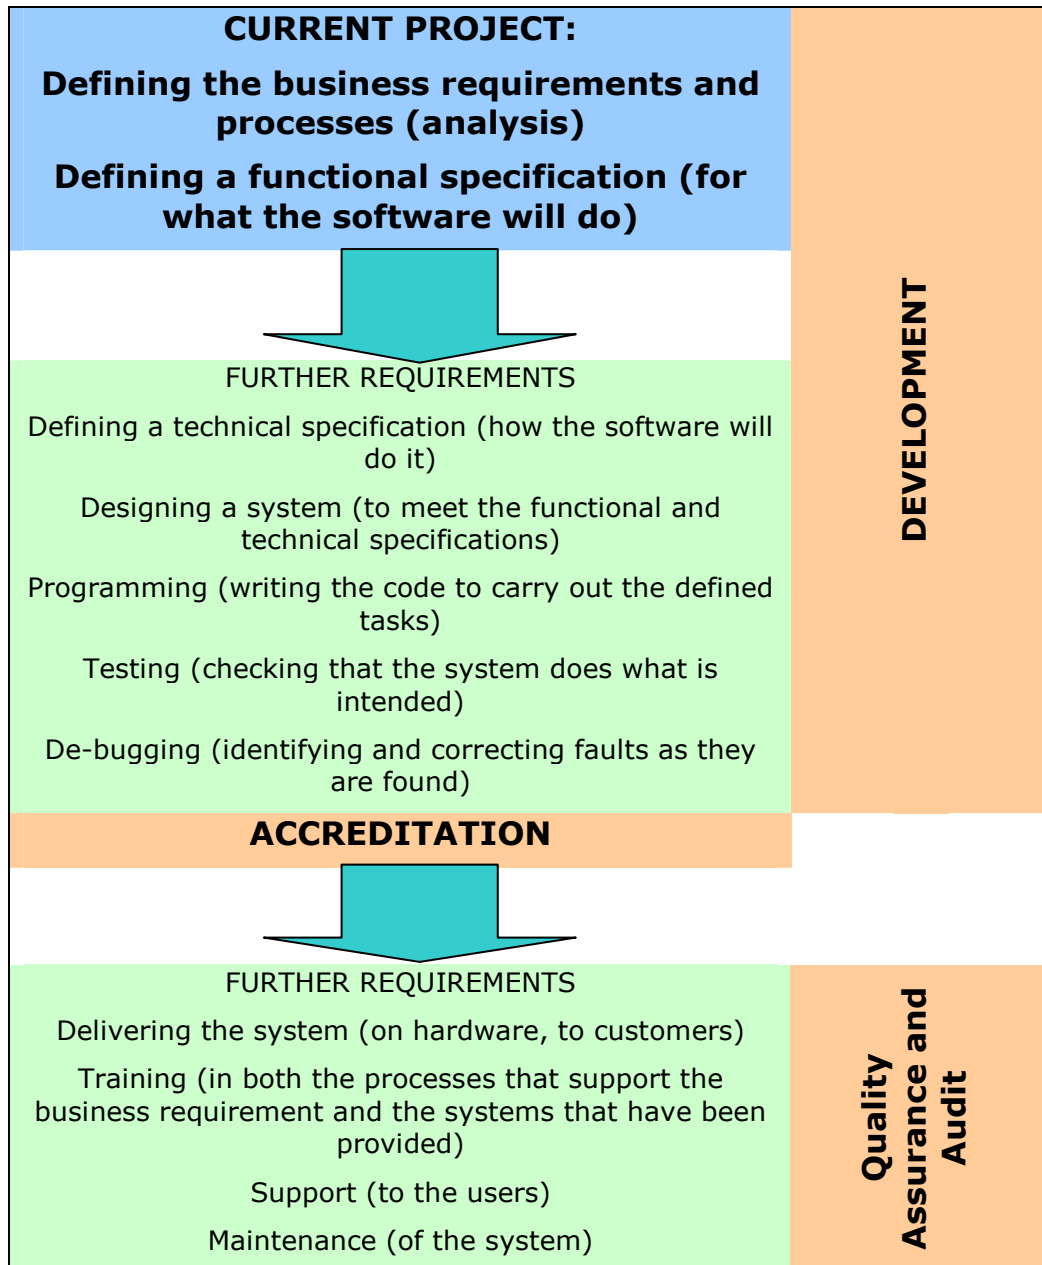 CURRENT PROJECT:
Defining the business requirements and
processes (analysis)
Defining a functional specification (for
what the software will do)
DEVELOPMENT
FURTHER REQUIREMENTS
Defining a technical specification (how the software will
do it)
Designing a system (to meet the functional and
technical specifications)
Programming (writing the code to carry out the defined
tasks)
Testing (checking that the system does what is
intended)
De-bugging (identifying and correcting faults as they
are found)
ACCREDITATION
FURTHER REQUIREMENTS
Delivering the system (on hardware, to customers)
Training (in both the processes that support the
business requirement and the systems that have been
provided)
Support (to the users)
Maintenance (of the system)
Quality
Assurance and
Audit